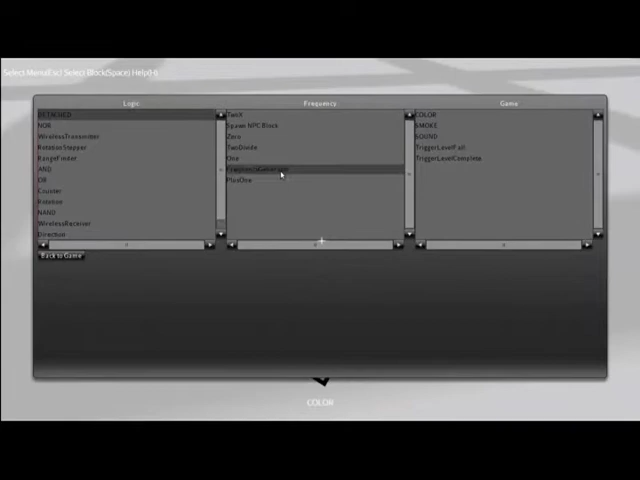 Select Menu(Esc) Select Block(Space) Help(H)
Logic Frequency Game
DETACHED
NOR
WirelessTransmitter
RotationStepper
RangeFinder
AND
OR
Counter
Rotation
NAND
WirelessReceiver
Direction
TenX
Spawn NPC Block
Zero
TenDivide
One
FrequencyGenerator
PlusOne
COLOR
SMOKE
SOUND
TriggerLevelFail
TriggerLevelComplete
Back to Game
COLOR